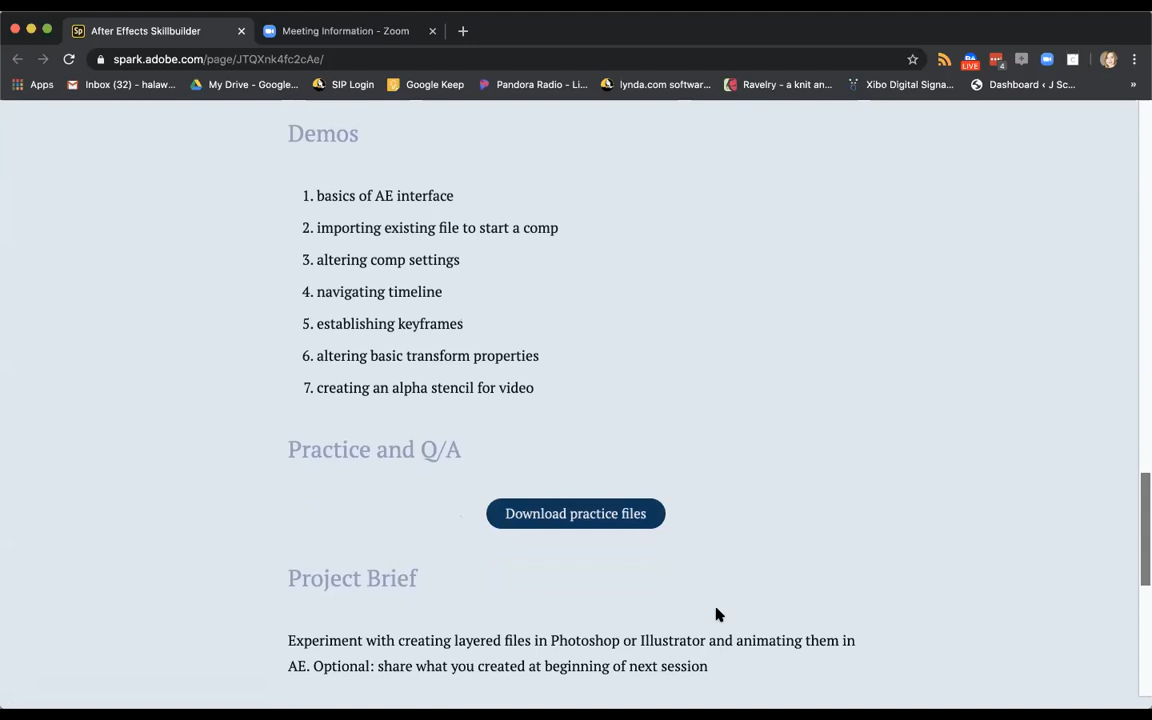 After Effects Skillbuilder
Meeting Information - Zoom
spark.adobe.com/page/JTQXnk4fc2cAe/
Apps
Inbox (32) - halaw...
My Drive - Google...
SIP Login
Google Keep
Pandora Radio - Li...
lynda.com softwar...
Ravelry - a knit an...
Xibo Digital Signa...
Dashboard ‹ J Sc...
»
Demos
1. basics of AE interface
2. importing existing file to start a comp
3. altering comp settings
4. navigating timeline
5. establishing keyframes
6. altering basic transform properties
7. creating an alpha stencil for video
Practice and Q/A
Download practice files
Project Brief
Experiment with creating layered files in Photoshop or Illustrator and animating them in
AE. Optional: share what you created at beginning of next session